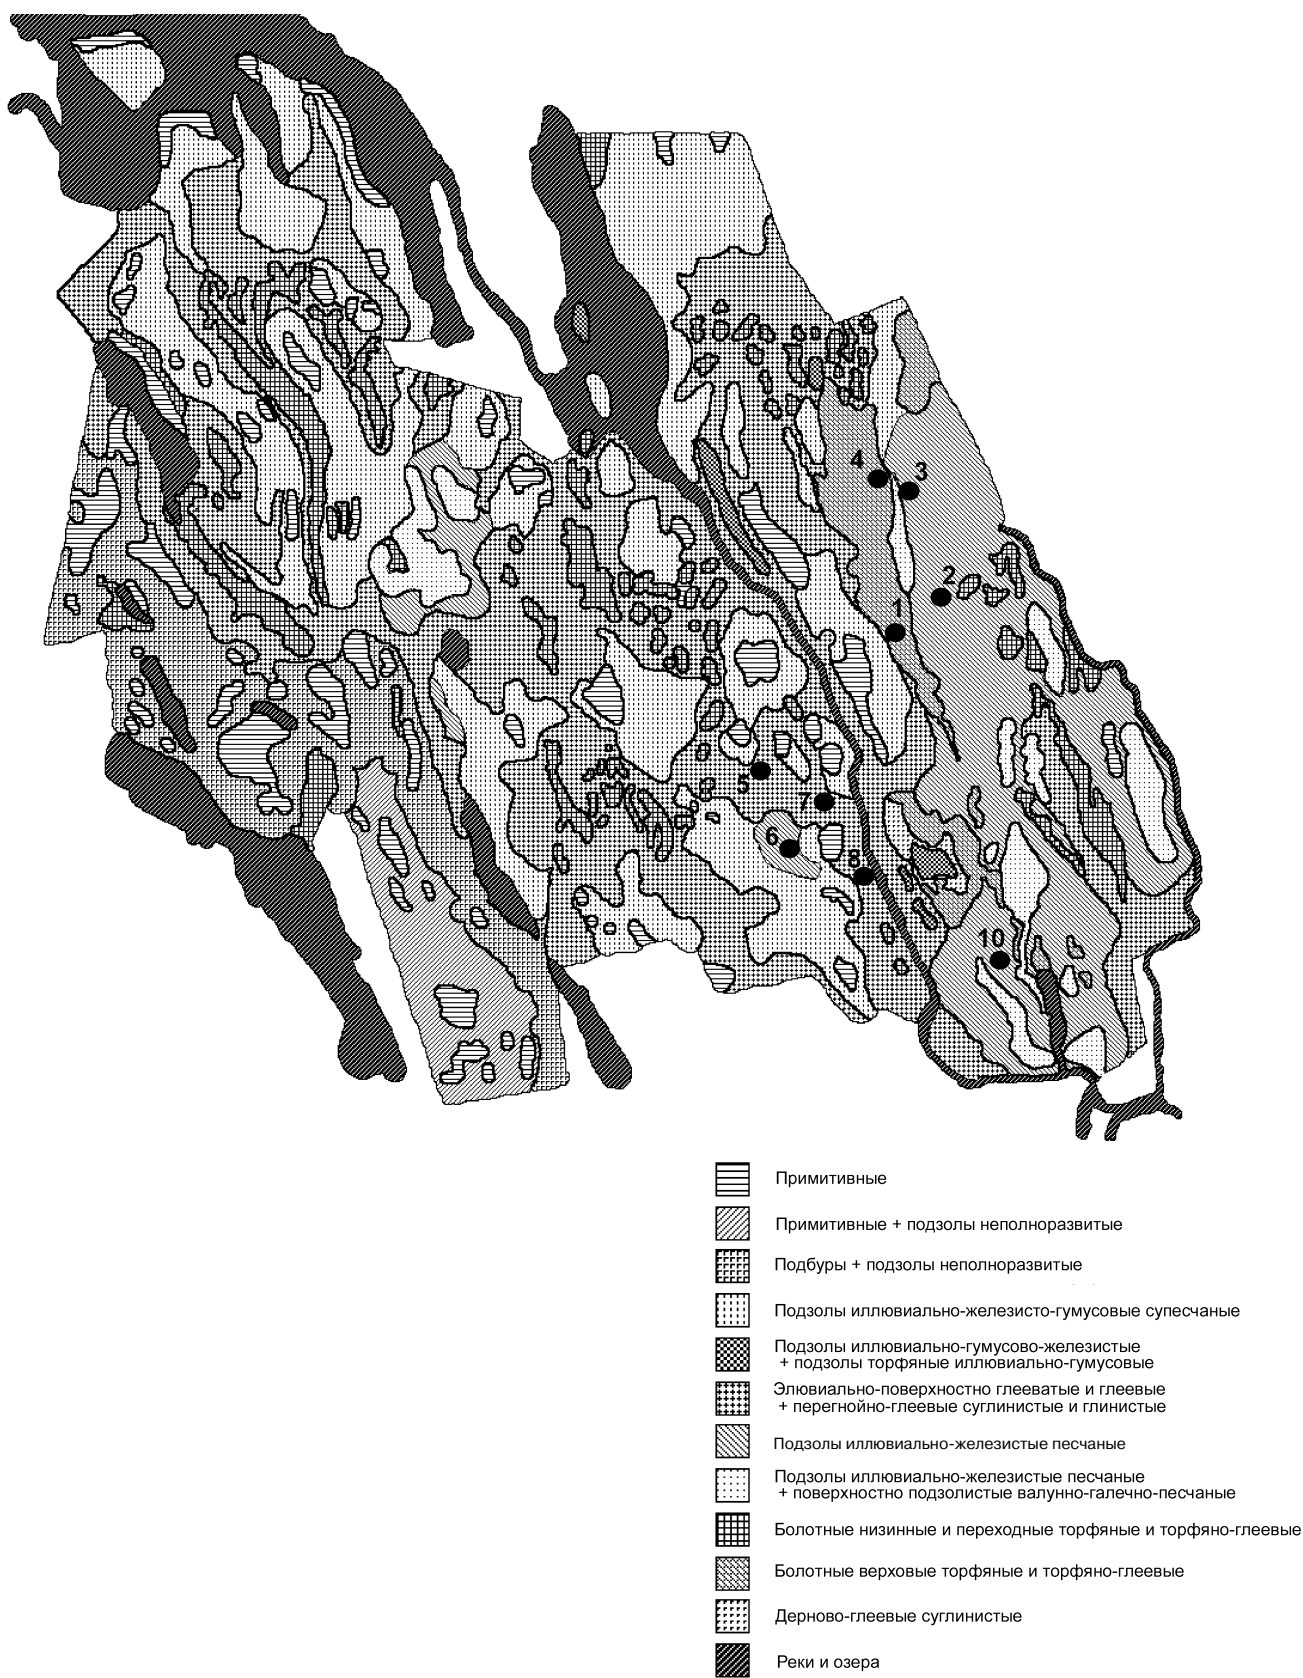 4
3
2
1
5
7
6
8
10
Примитивные
Примитивные + подзолы неполноразвитые
Подбуры + подзолы неполноразвитые
Подзолы иллювиально-железисто-гумусовые супесчаные
Подзолы иллювиально-гумусово-железистые
+ подзолы торфяные иллювиально-гумусовые
Элювиально-поверхностно глееватые и глеевые
+ перегнойно-глеевые суглинистые и глинистые
Подзолы иллювиально-железистые песчаные
Подзолы иллювиально-железистые песчаные
+ поверхностно подзолистые валунно-галечно-песчаные
Болотные низинные и переходные торфяные и торфяно-глеевые
Болотные верховые торфяные и торфяно-глеевые
Дерново-глеевые суглинистые
Реки и озера